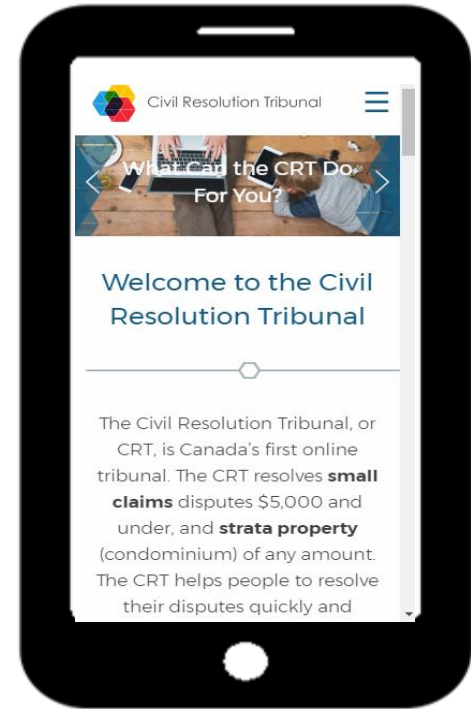 Civil Resolution Tribunal
What Can the CRT Do
For You?
Welcome to the Civil
Resolution Tribunal
The Civil Resolution Tribunal, or
CRT, is Canada's first online
tribunal. The CRT resolves small
claims disputes $5,000 and
under, and strata property
(condominium) of any amount.
The CRT helps people to resolve
their disputes quickly and